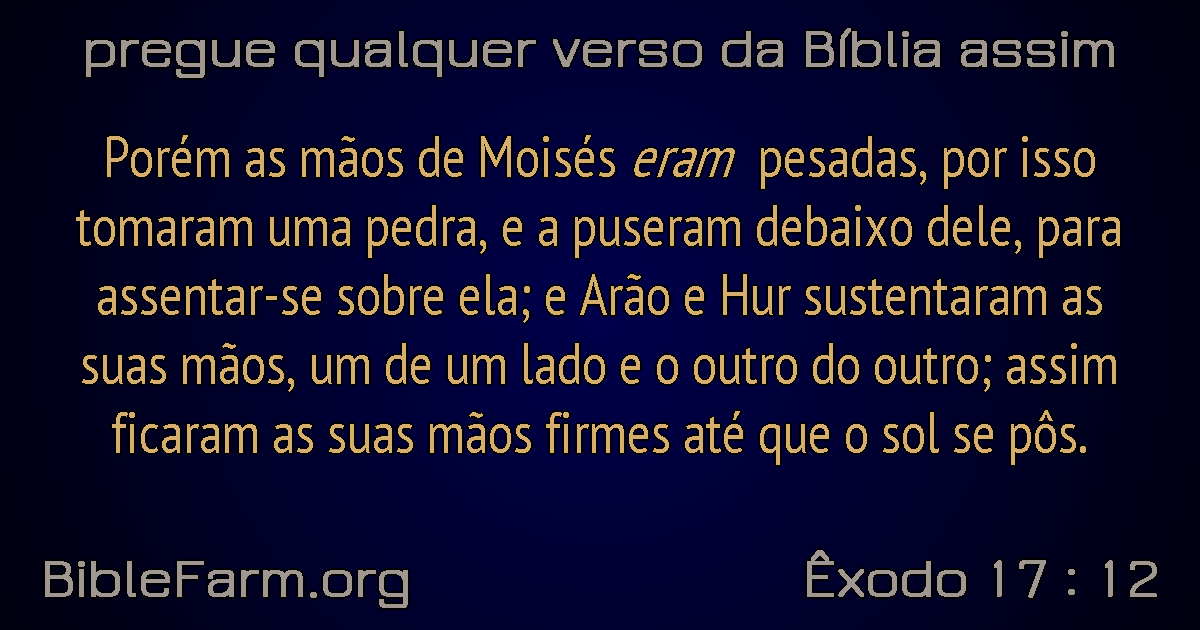 pregue qualquer verso da Bíblia assim
Porém as mãos de Moisés eram pesadas, por isso
tomaram uma pedra, e a puseram debaixo dele, para
assentar-se sobre ela; e Arão e Hur sustentaram as
suas mãos, um de um lado e o outro do outro; assim
ficaram as suas mãos firmes até que o sol se pôs.
BibleFarm.org
Êxodo 17 : 12